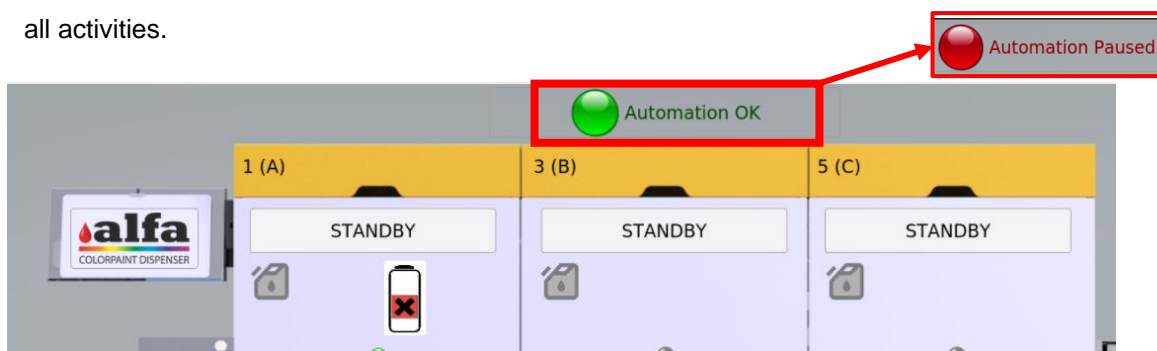 all activities.
Automation Paused
Automation OK
1 (A)
3 (B)
5 (C)
alfa
COLORPAINT DISPENSER
STANDBY
STANDBY
STANDBY